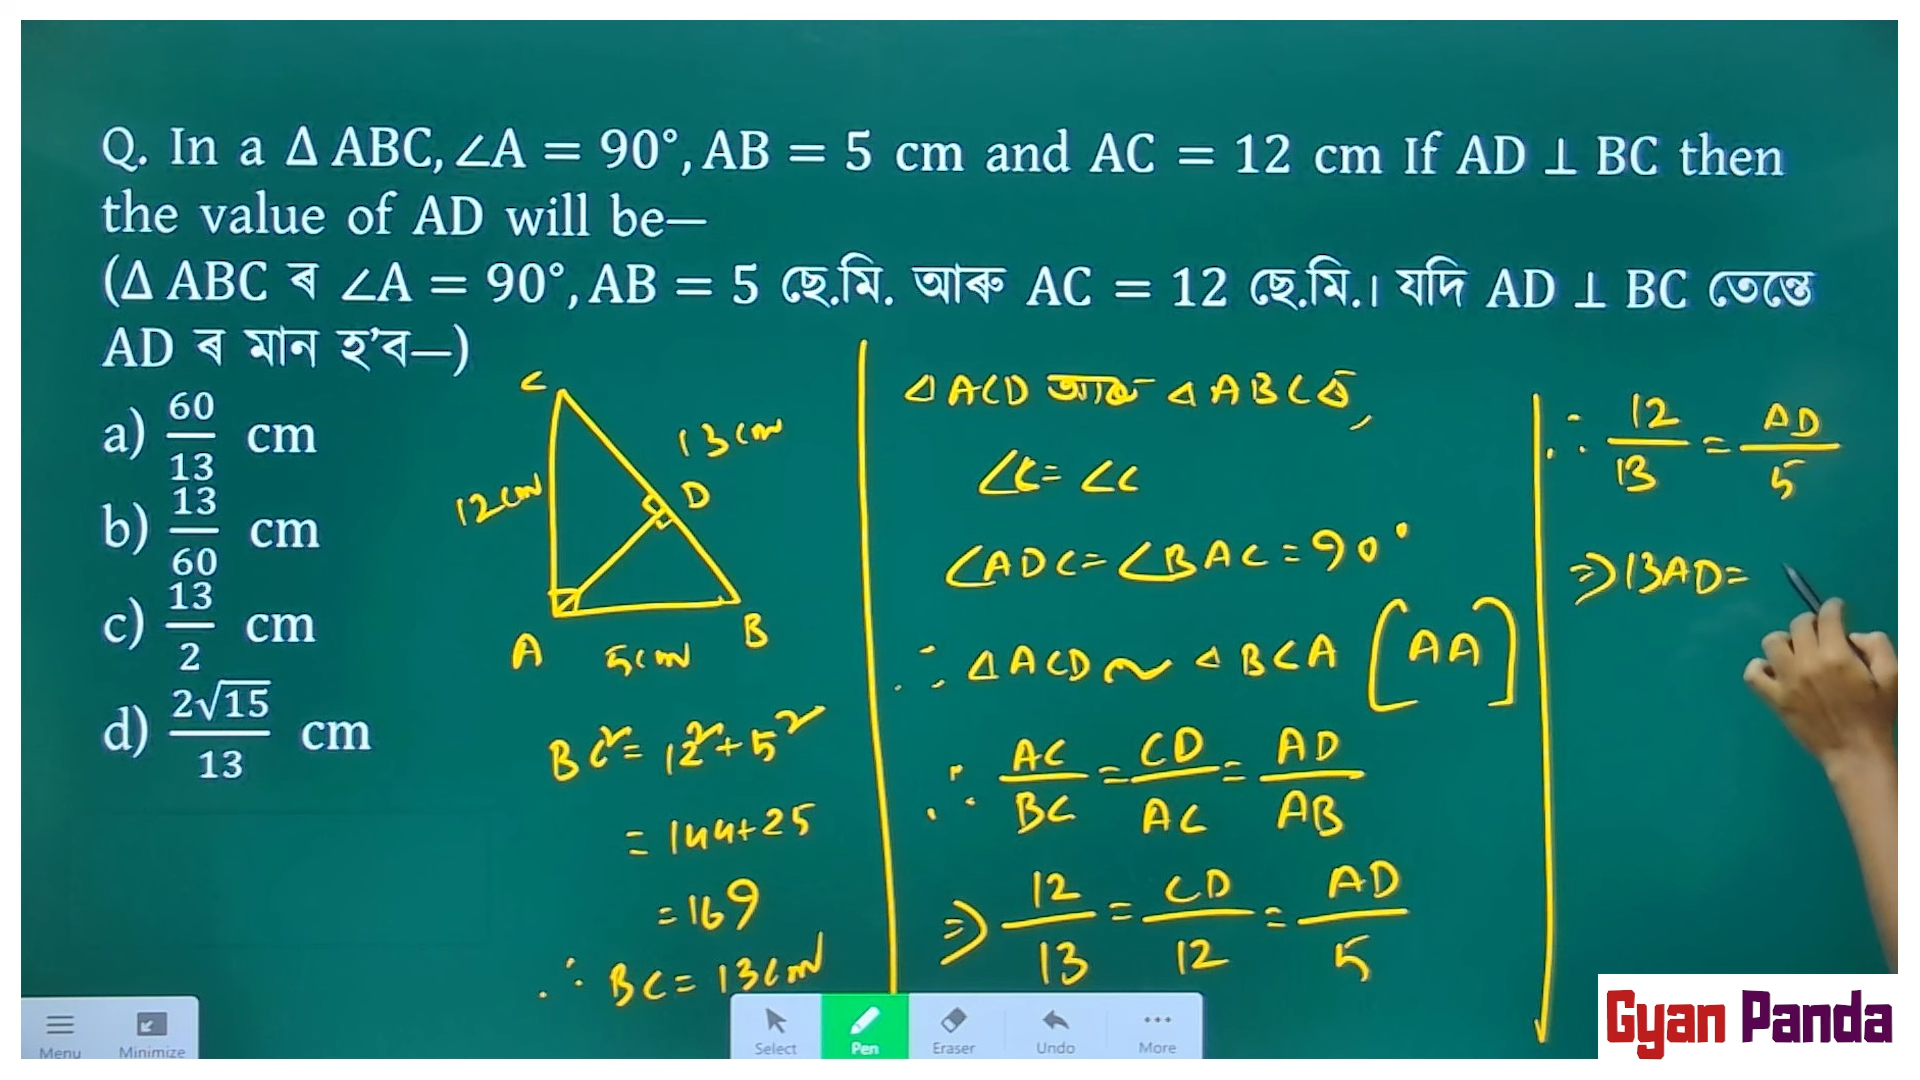 Q. In a Δ ABC, ∠A = 90°, AB = 5 cm and AC = 12 cm If AD ⊥ BC then
the value of AD will be—
(Δ ABC ৰ ∠A = 90°, AB = 5 ছে.মি. আৰু AC = 12 ছে.মি.। যদি AD ⊥ BC তেন্তে
AD ৰ মান হ’ব—)
a) 60/13 cm
b) 13/60 cm
c) 13/2 cm
d) 2√15/13 cm
C
13cm
12cm
D
A
5cm
B
BC² = 12² + 5²
= 144+25
= 169
∴ BC = 13cm
Δ ACD আৰু Δ ABC ত,
∠C = ∠C
∠ADC = ∠BAC = 90°
∴ Δ ACD ~ Δ BCA [AA]
∴ AC/BC = CD/AC = AD/AB
⇒ 12/13 = CD/12 = AD/5
∴ 12/13 = AD/5
⇒ 13AD =
Menu
Minimize
Select
Pen
Eraser
Undo
More
Gyan Panda